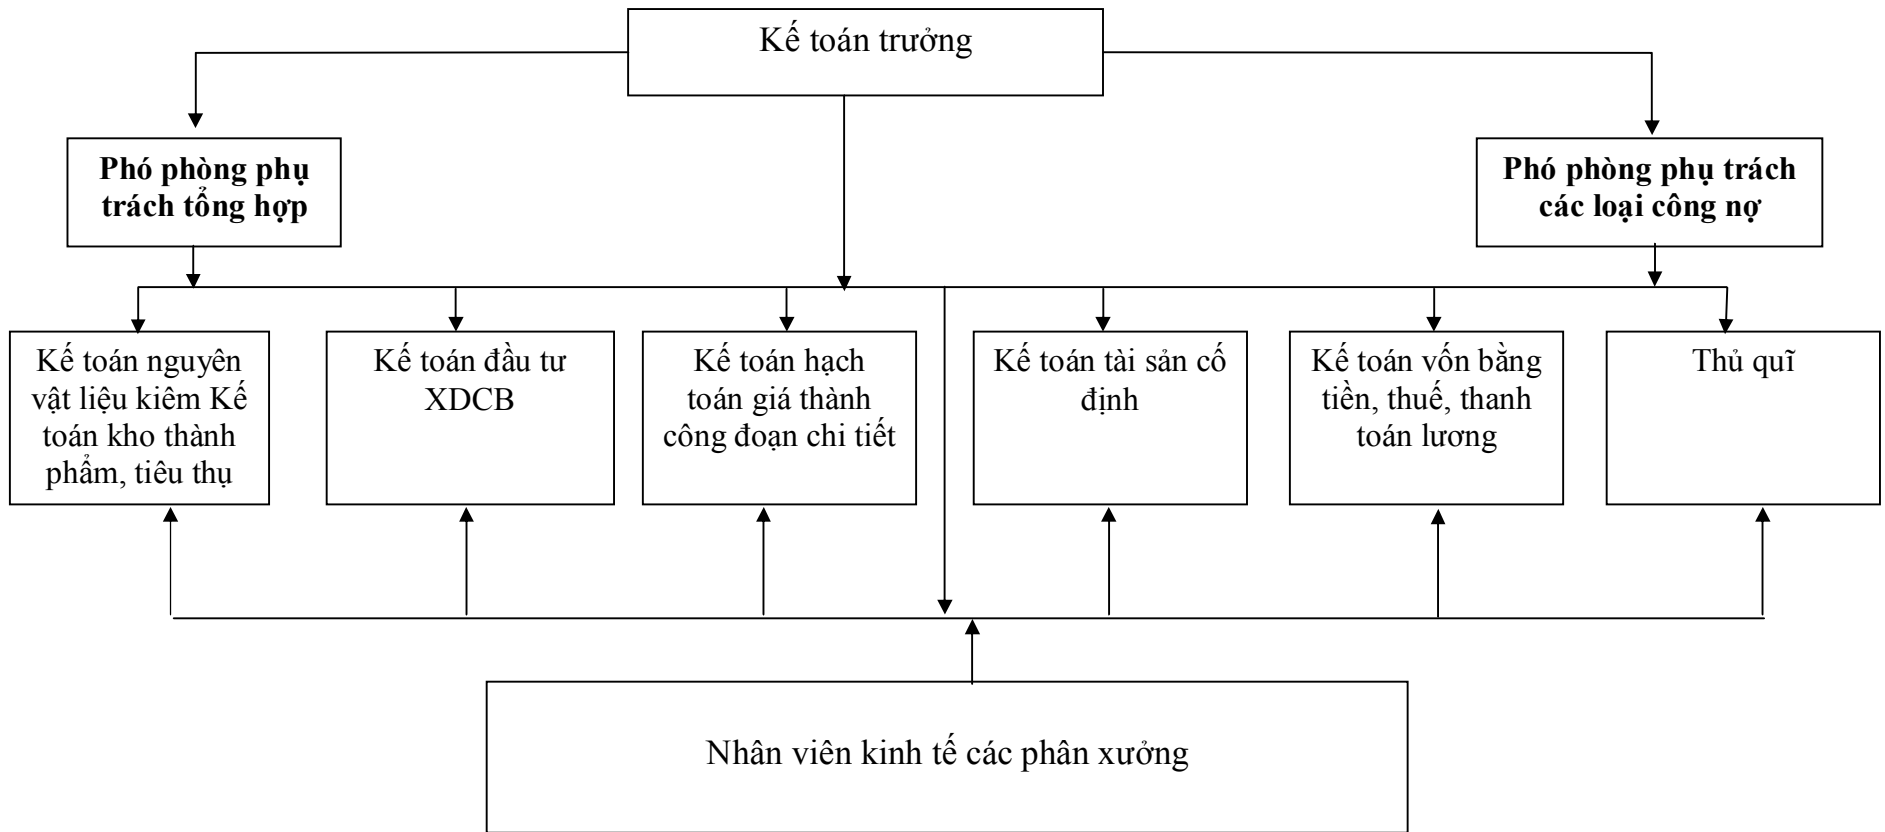 Kế toán trưởng
Phó phòng phụ
trách tổng hợp
Phó phòng phụ trách
các loại công nợ
Kế toán nguyên
vật liệu kiêm Kế
toán kho thành
phẩm, tiêu thụ
Kế toán đầu tư
XDCB
Kế toán hạch
toán giá thành
công đoạn chi tiết
Kế toán tài sản cố
định
Kế toán vốn bằng
tiền, thuế, thanh
toán lương
Thủ quĩ
Nhân viên kinh tế các phân xưởng